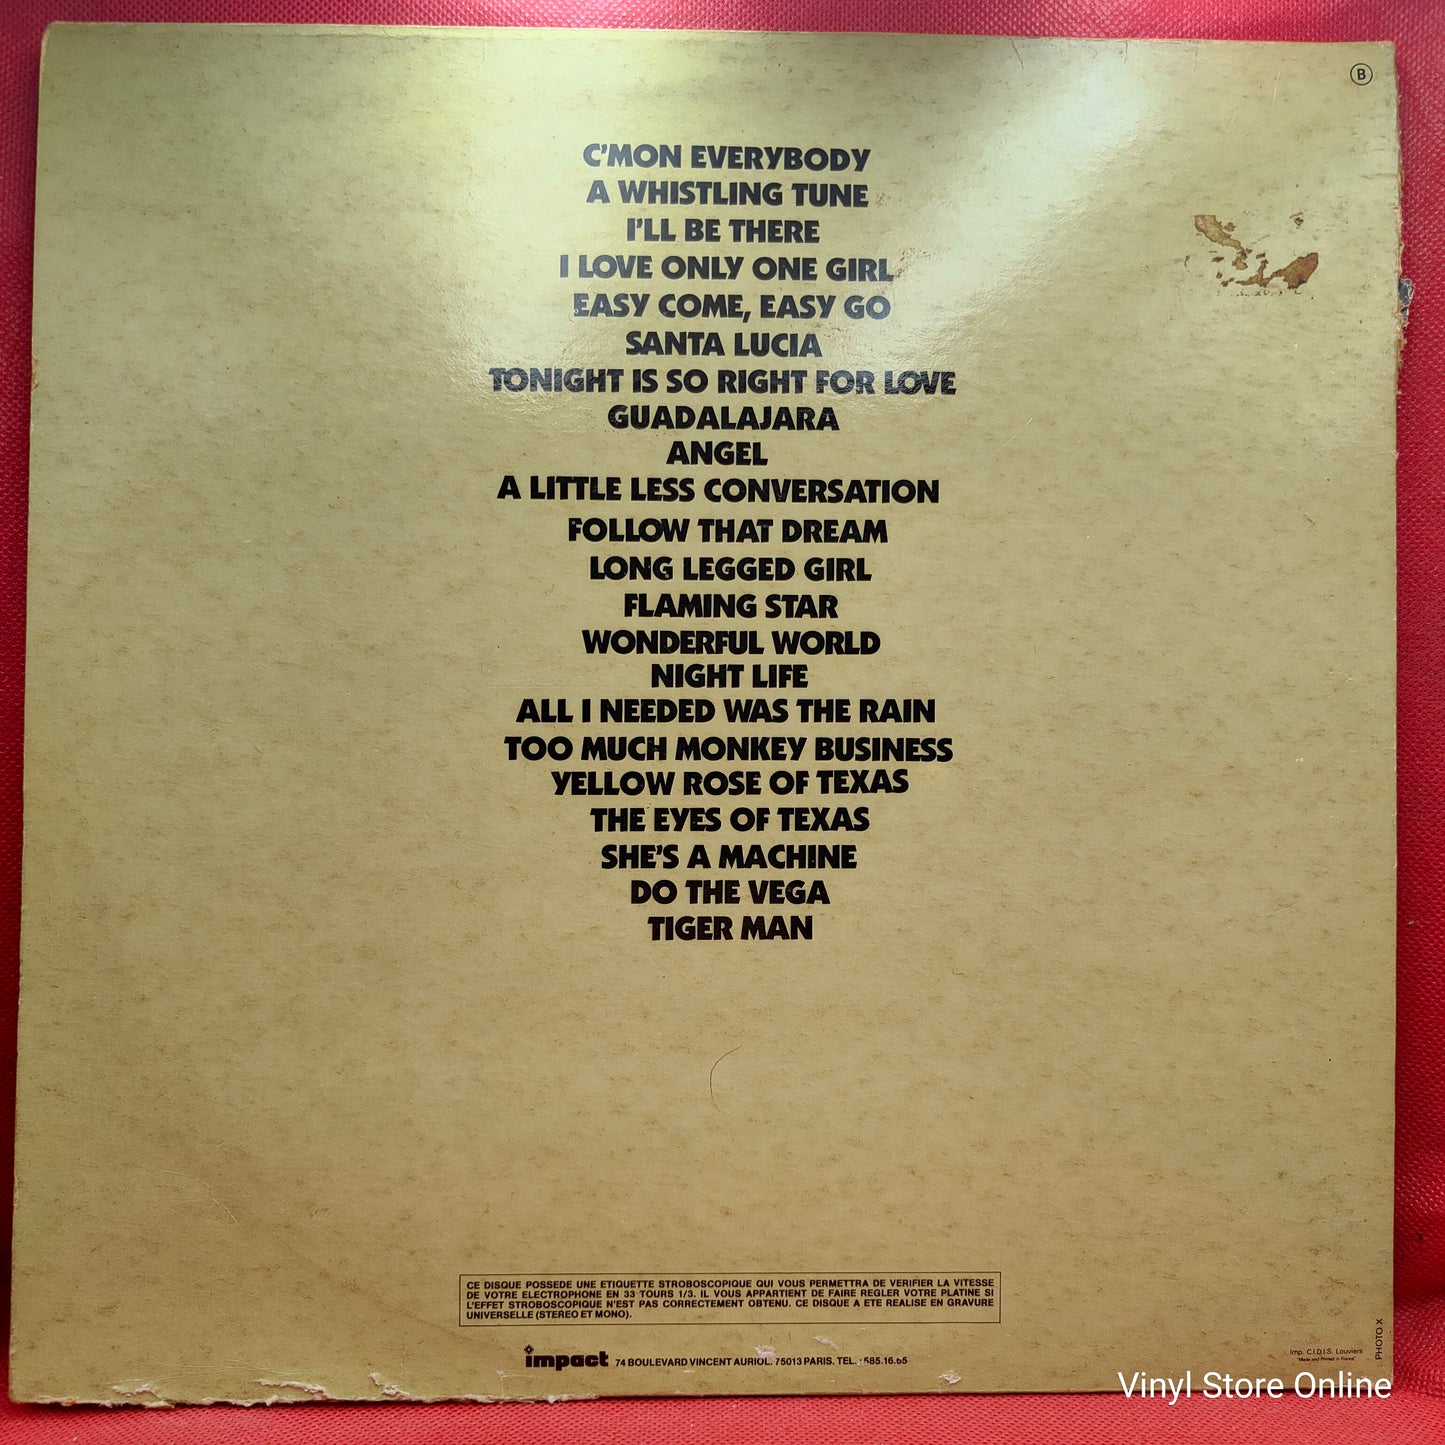 B
C'MON EVERYBODY
A WHISTLING TUNE
I'LL BE THERE
I LOVE ONLY ONE GIRL
EASY COME, EASY GO
SANTA LUCIA
TONIGHT IS SO RIGHT FOR LOVE
GUADALAJARA
ANGEL
A LITTLE LESS CONVERSATION
FOLLOW THAT DREAM
LONG LEGGED GIRL
FLAMING STAR
WONDERFUL WORLD
NIGHT LIFE
ALL I NEEDED WAS THE RAIN
TOO MUCH MONKEY BUSINESS
YELLOW ROSE OF TEXAS
THE EYES OF TEXAS
SHE'S A MACHINE
DO THE VEGA
TIGER MAN
CE DISQUE POSSEDE UNE ETIQUETTE STROBOSCOPIQUE QUI VOUS PERMETTRA DE VERIFIER LA VITESSE
DE VOTRE ELECTROPHONE EN 33 TOURS 1/3. IL VOUS APPARTIENT DE FAIRE REGLER VOTRE PLATINE SI
L'EFFET STROBOSCOPIQUE N'EST PAS CORRECTEMENT OBTENU. CE DISQUE A ETE REALISE EN GRAVURE
UNIVERSELLE (STEREO ET MONO).
impact 74 BOULEVARD VINCENT AURIOL. 75013 PARIS. TEL. : 585.16.65
Imp. C.I.D.I.S. Louviers
"Made and Printed in France"
PHOTO X
Vinyl Store Online